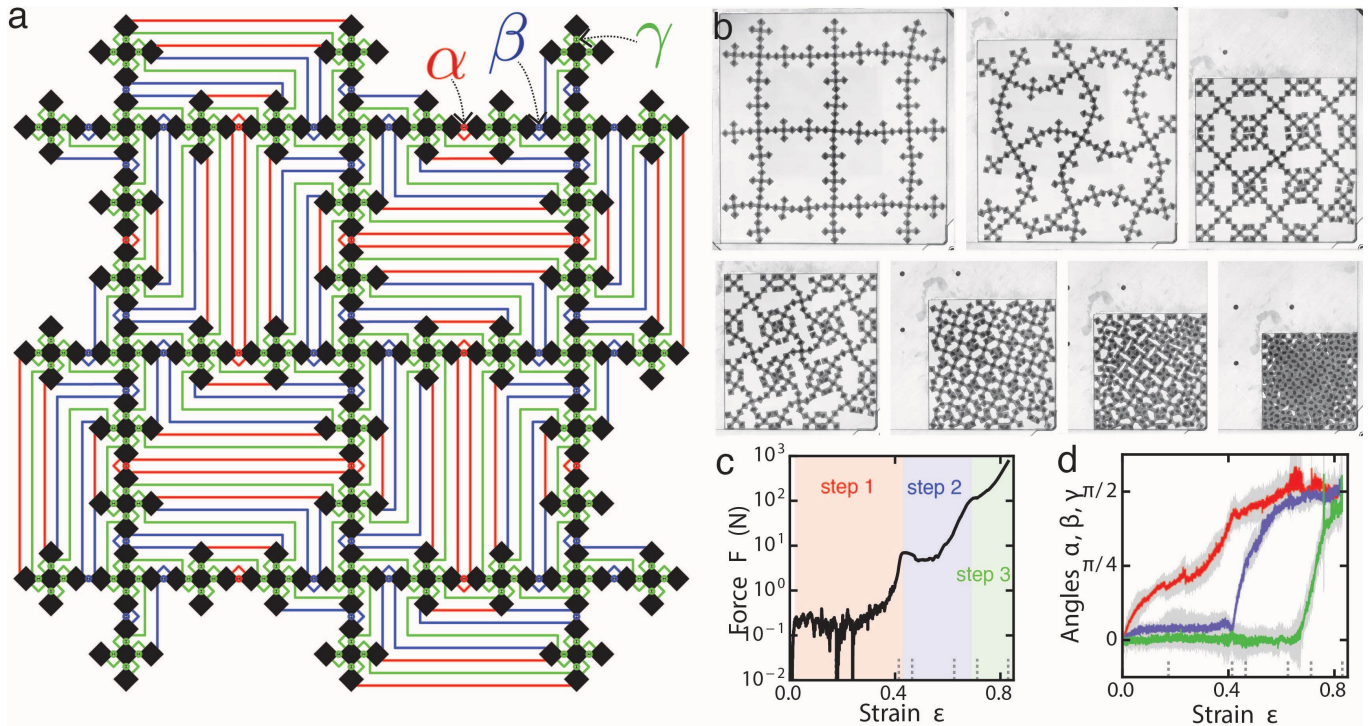 a
α
β
γ
b
c
Force F (N)
10³
10²
10¹
10⁰
10⁻¹
10⁻²
step 1
step 2
step 3
0.0
0.4
0.8
Strain ε
d
Angles α, β, γ
π/2
π/4
0
0.0
0.4
0.8
Strain ε